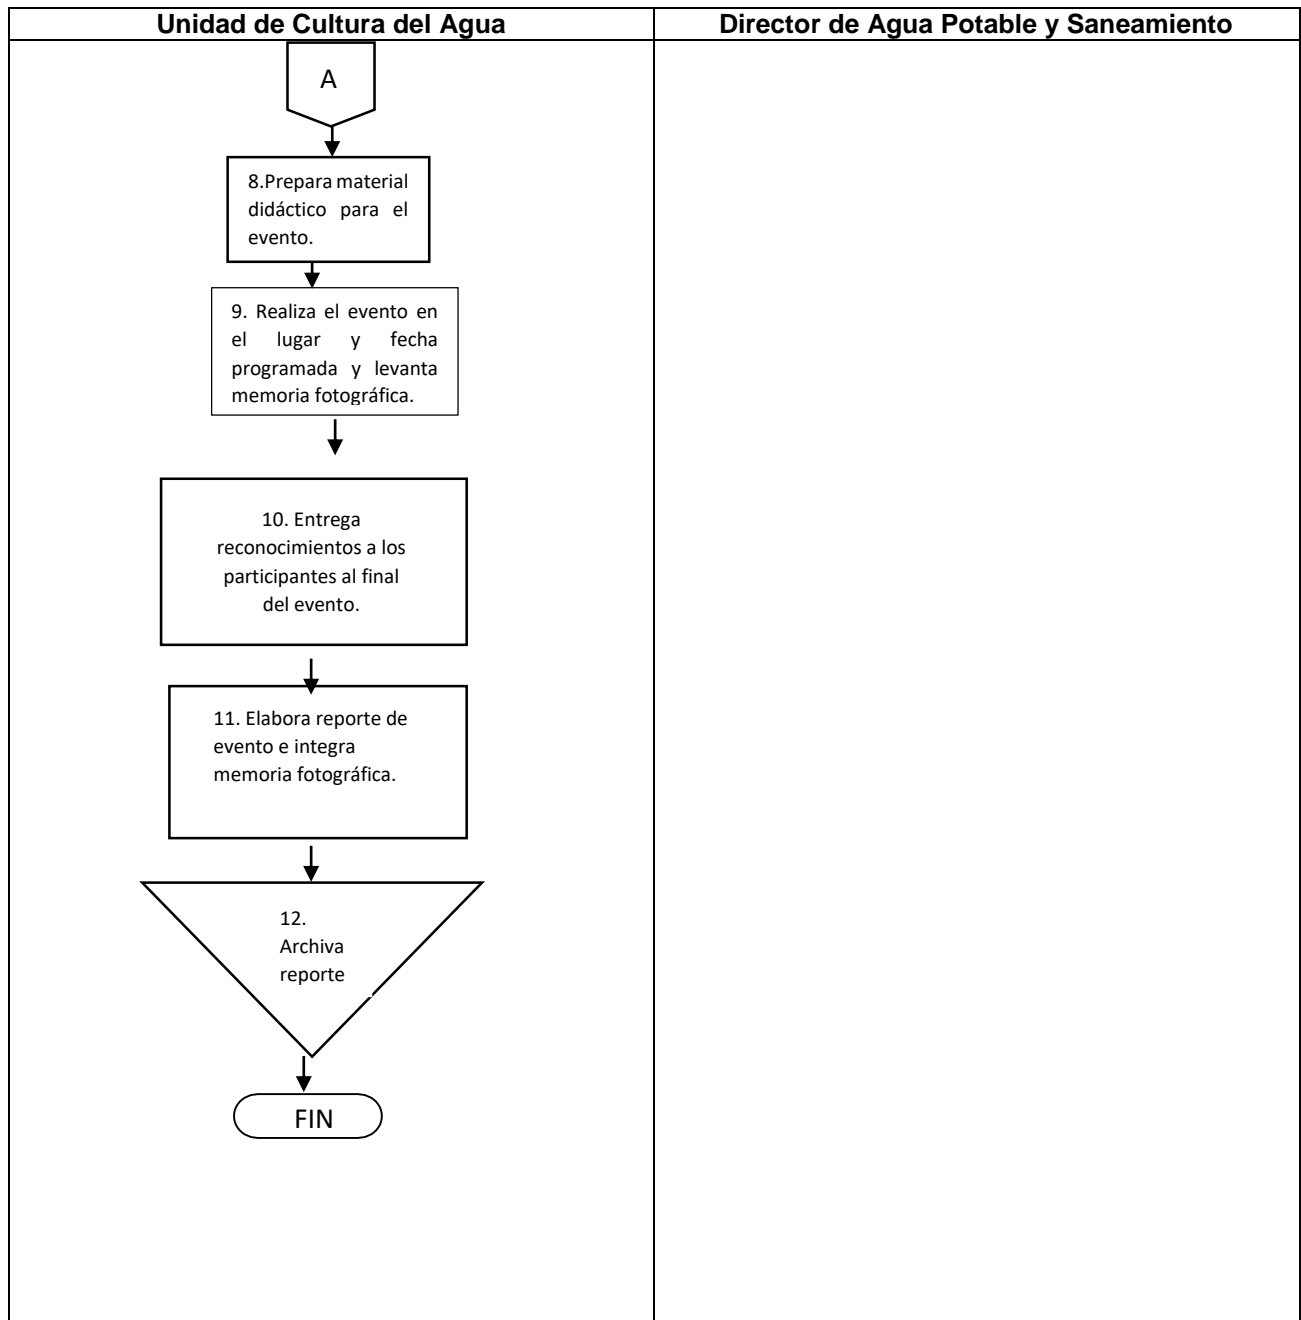 Unidad de Cultura del Agua
Director de Agua Potable y Saneamiento
A
8.Prepara material
didáctico para el
evento.
9. Realiza el evento en
el lugar y fecha
programada y levanta
memoria fotográfica.
10. Entrega
reconocimientos a los
participantes al final
del evento.
11. Elabora reporte de
evento e integra
memoria fotográfica.
12.
Archiva
reporte
FIN